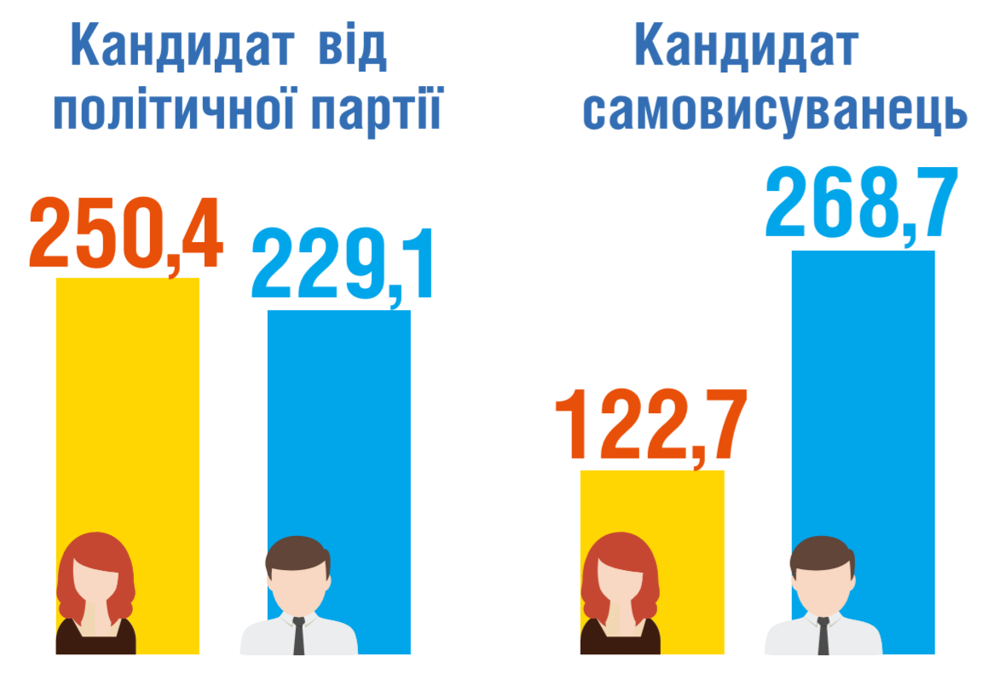 Кандидат від
політичної партії
250,4
229,1
Кандидат
самовисуванець
122,7
268,7